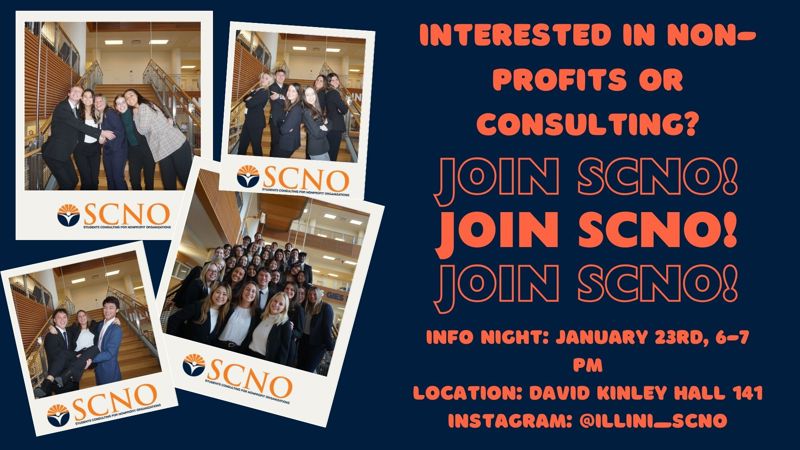 SCNO
STUDENTS CONSULTING FOR NONPROFIT ORGANIZATIONS
SCNO
STUDENTS CONSULTING FOR NONPROFIT ORGANIZATIONS
SCNO
STUDENTS CONSULTING FOR NONPROFIT ORGANIZATIONS
SCNO
STUDENTS CONSULTING FOR NONPROFIT ORGANIZATIONS
GIES
INTERESTED IN NON-
PROFITS OR
CONSULTING?
JOIN SCNO!
JOIN SCNO!
JOIN SCNO!
INFO NIGHT: JANUARY 23RD, 6-7
PM
LOCATION: DAVID KINLEY HALL 141
INSTAGRAM: @ILLINI_SCNO